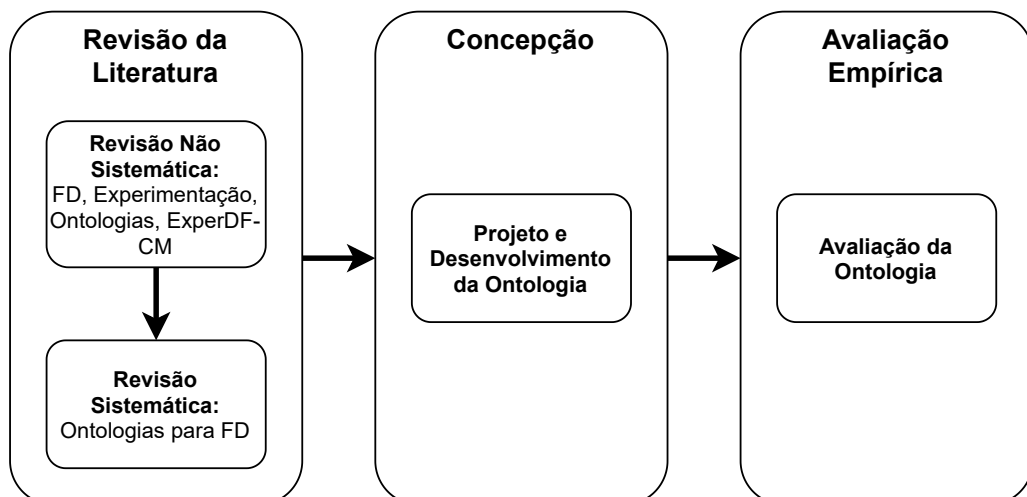 Revisão da
Literatura
Revisão Não
Sistemática:
FD, Experimentação,
Ontologias, ExperDF-
CM
Revisão
Sistemática:
Ontologias para FD
Concepção
Projeto e
Desenvolvimento
da Ontologia
Avaliação
Empírica
Avaliação da
Ontologia